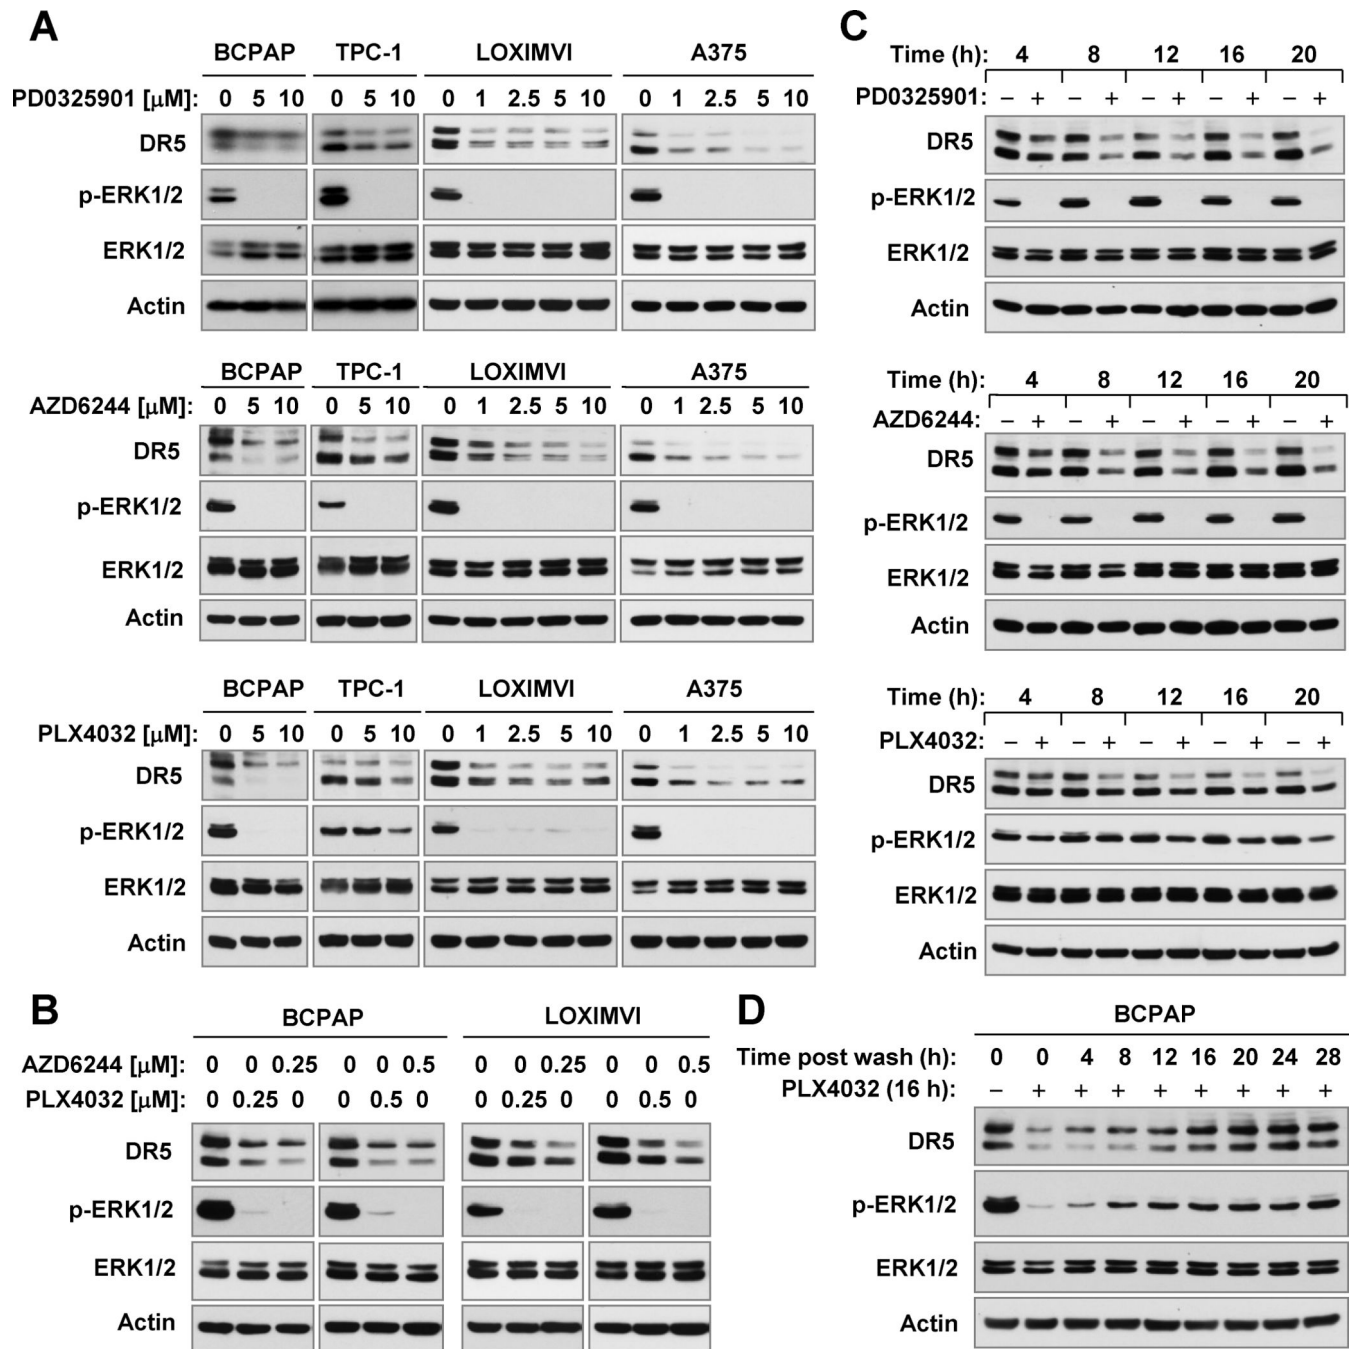 A
BCPAP TPC-1 LOXIMVI A375
PD0325901 [μM]: 0 5 10 0 5 10 0 1 2.5 5 10 0 1 2.5 5 10
DR5
p-ERK1/2
ERK1/2
Actin
BCPAP TPC-1 LOXIMVI A375
AZD6244 [μM]: 0 5 10 0 5 10 0 1 2.5 5 10 0 1 2.5 5 10
DR5
p-ERK1/2
ERK1/2
Actin
BCPAP TPC-1 LOXIMVI A375
PLX4032 [μM]: 0 5 10 0 5 10 0 1 2.5 5 10 0 1 2.5 5 10
DR5
p-ERK1/2
ERK1/2
Actin
B
BCPAP LOXIMVI
AZD6244 [μM]: 0 0 0.25 0 0 0.5 0 0 0.25 0 0 0.5
PLX4032 [μM]: 0 0.25 0 0 0.5 0 0 0.25 0 0 0.5 0
DR5
p-ERK1/2
ERK1/2
Actin
C
Time (h): 4 8 12 16 20
PD0325901: – + – + – + – + – +
DR5
p-ERK1/2
ERK1/2
Actin
Time (h): 4 8 12 16 20
AZD6244: – + – + – + – + – +
DR5
p-ERK1/2
ERK1/2
Actin
Time (h): 4 8 12 16 20
PLX4032: – + – + – + – + – +
DR5
p-ERK1/2
ERK1/2
Actin
D
BCPAP
Time post wash (h): 0 0 4 8 12 16 20 24 28
PLX4032 (16 h): – + + + + + + + +
DR5
p-ERK1/2
ERK1/2
Actin